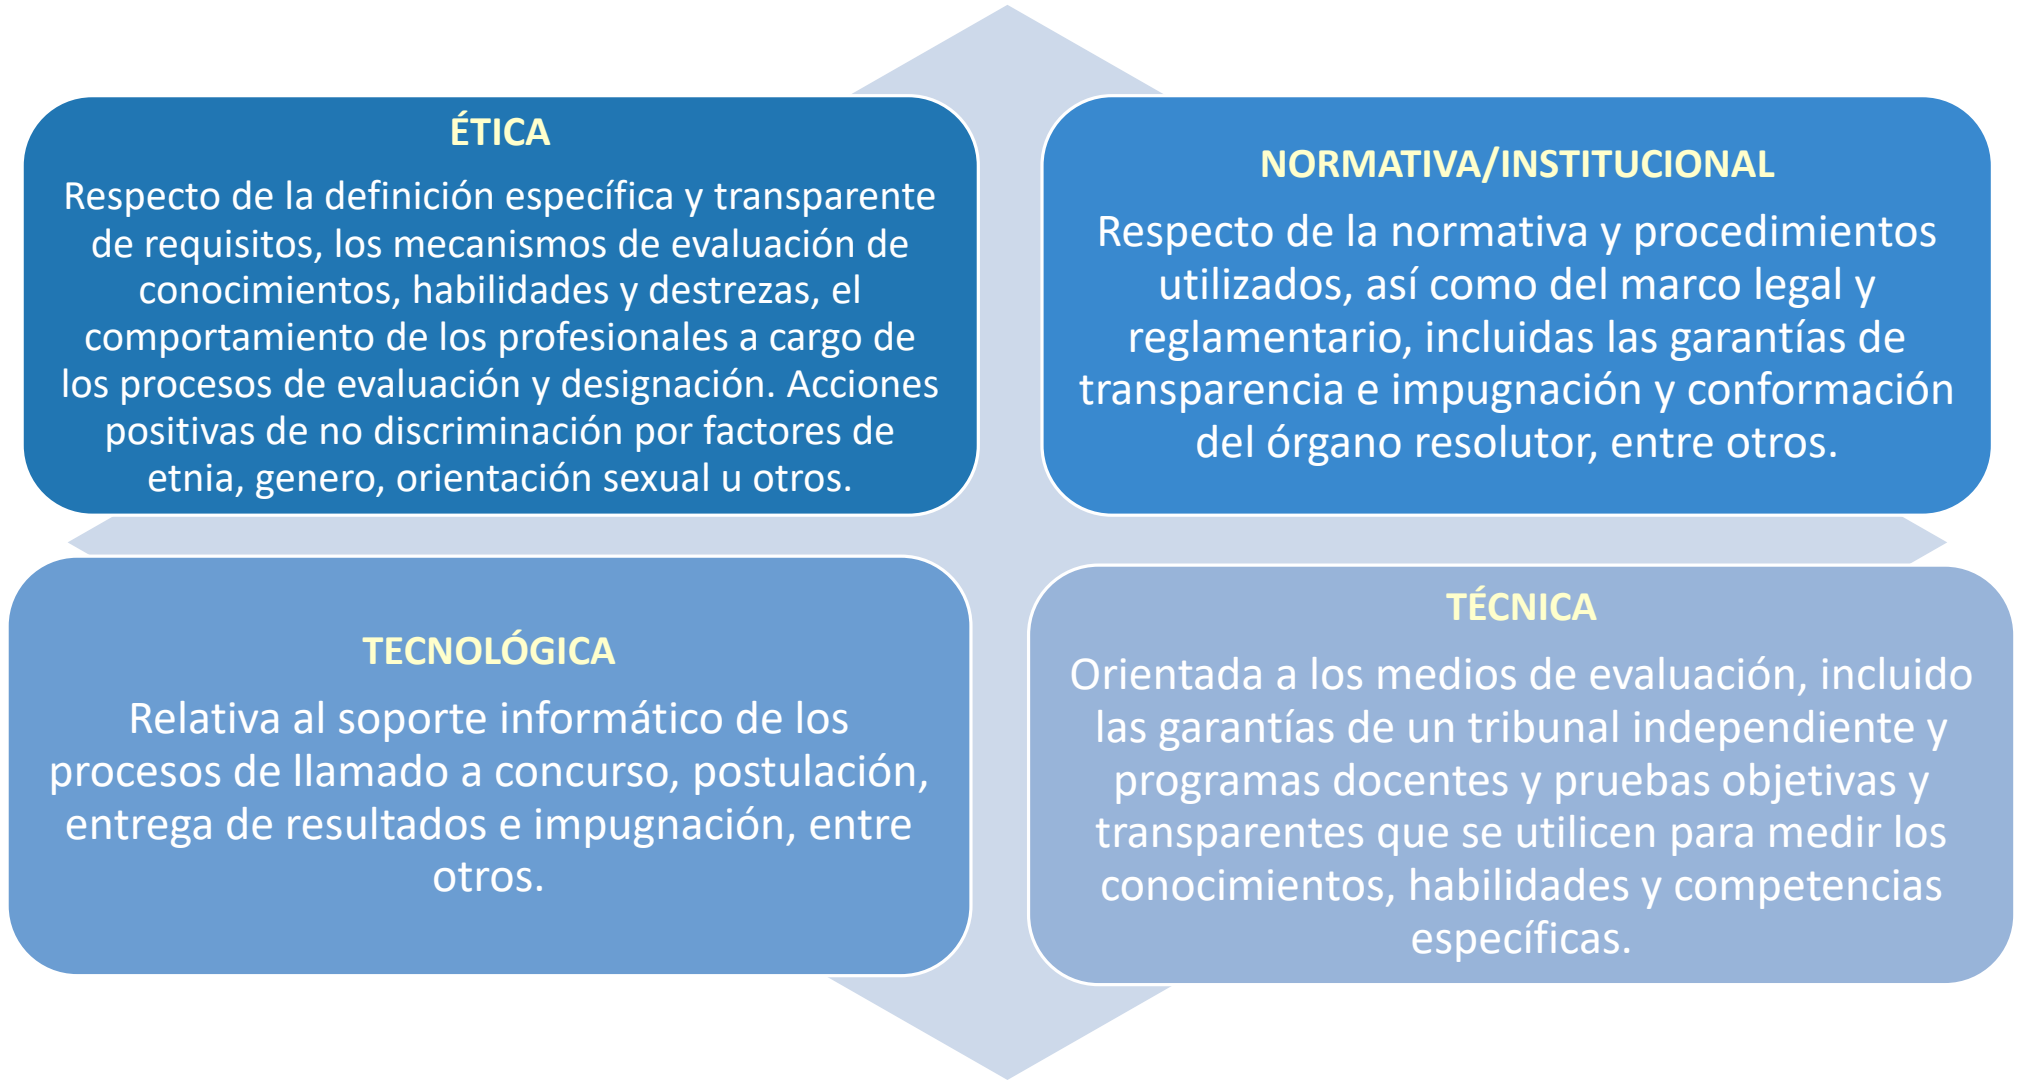 ÉTICA
Respecto de la definición específica y transparente
de requisitos, los mecanismos de evaluación de
conocimientos, habilidades y destrezas, el
comportamiento de los profesionales a cargo de
los procesos de evaluación y designación. Acciones
positivas de no discriminación por factores de
etnia, genero, orientación sexual u otros.
NORMATIVA/INSTITUCIONAL
Respecto de la normativa y procedimientos
utilizados, así como del marco legal y
reglamentario, incluidas las garantías de
transparencia e impugnación y conformación
del órgano resolutor, entre otros.
TECNOLÓGICA
Relativa al soporte informático de los
procesos de llamado a concurso, postulación,
entrega de resultados e impugnación, entre
otros.
TÉCNICA
Orientada a los medios de evaluación, incluido
las garantías de un tribunal independiente y
programas docentes y pruebas objetivas y
transparentes que se utilicen para medir los
conocimientos, habilidades y competencias
específicas.